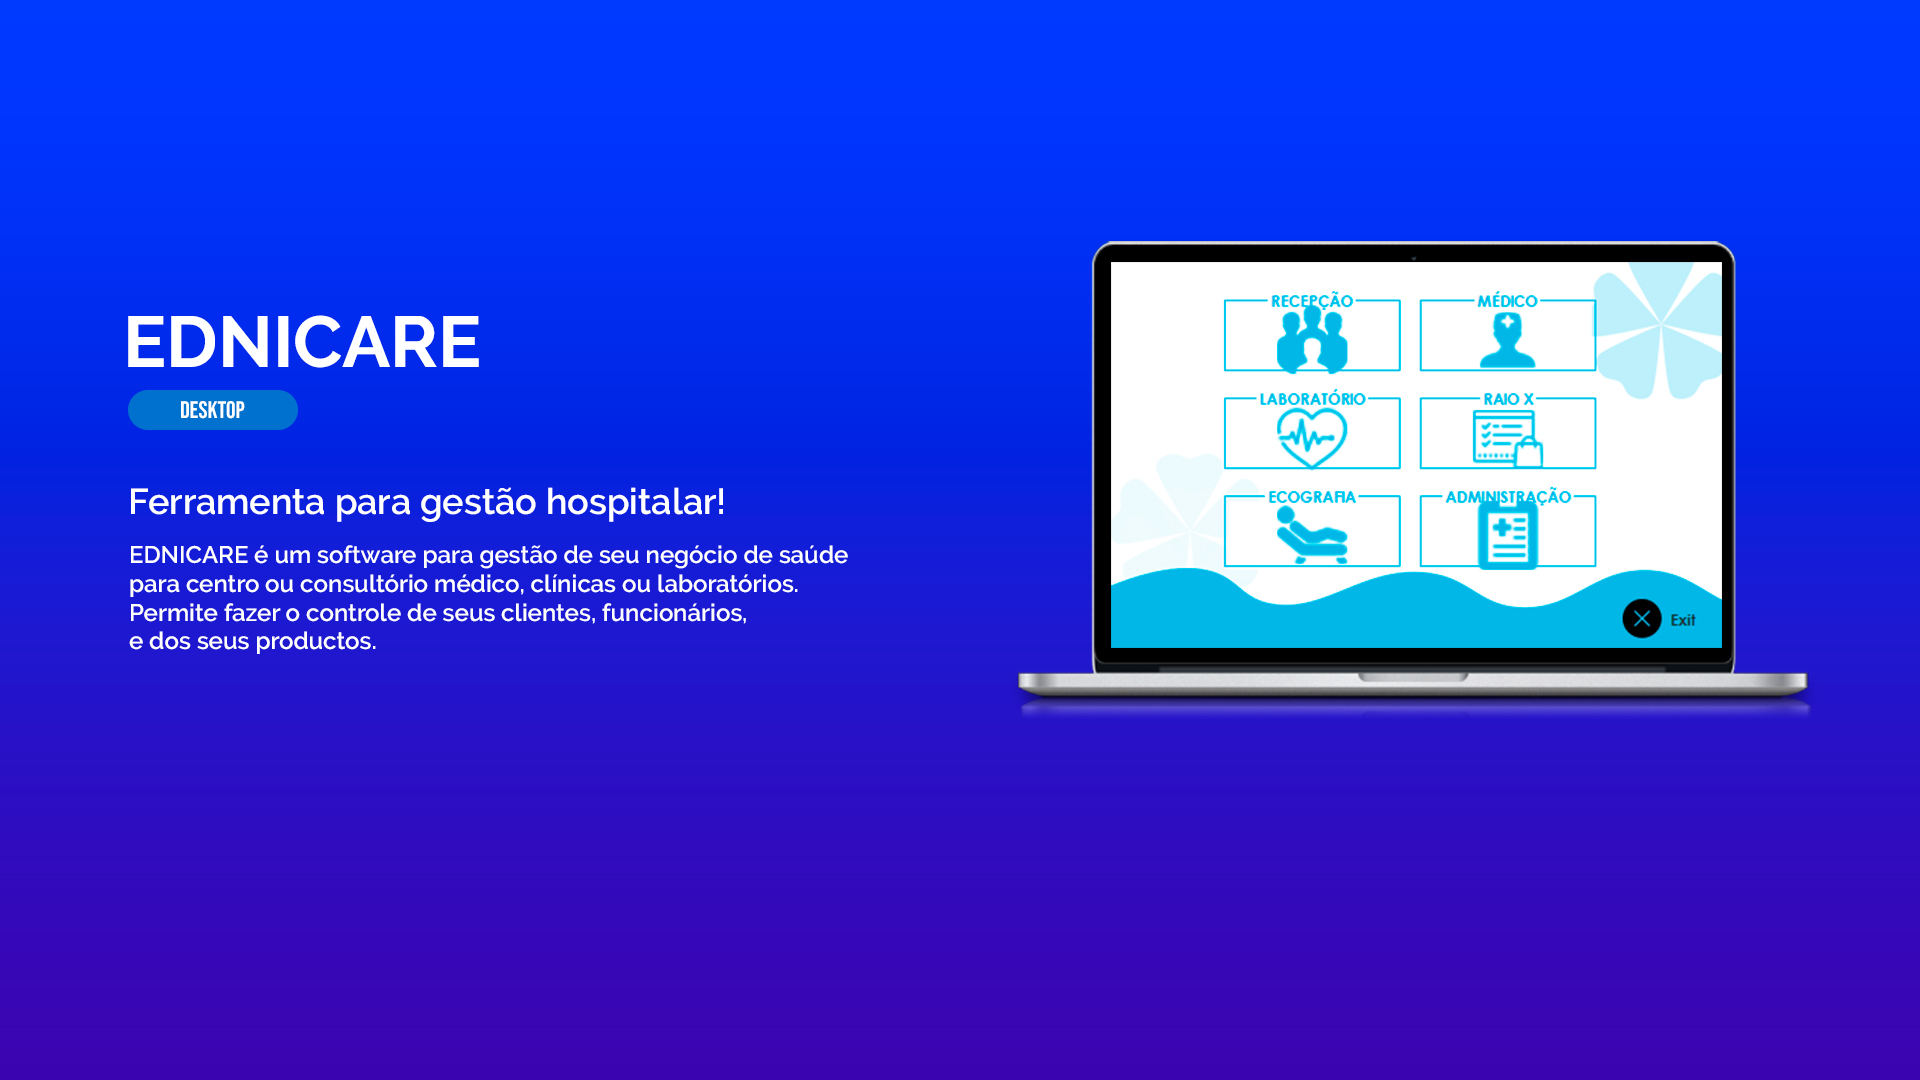 EDNICARE
DESKTOP
Ferramenta para gestão hospitalar!
EDNICARE é um software para gestão de seu negócio de saúde
para centro ou consultório médico, clínicas ou laboratórios.
Permite fazer o controle de seus clientes, funcionários,
e dos seus productos.
RECEPÇÃO
MÉDICO
LABORATÓRIO
RAIO X
ECOGRAFIA
ADMINISTRAÇÃO
Exit